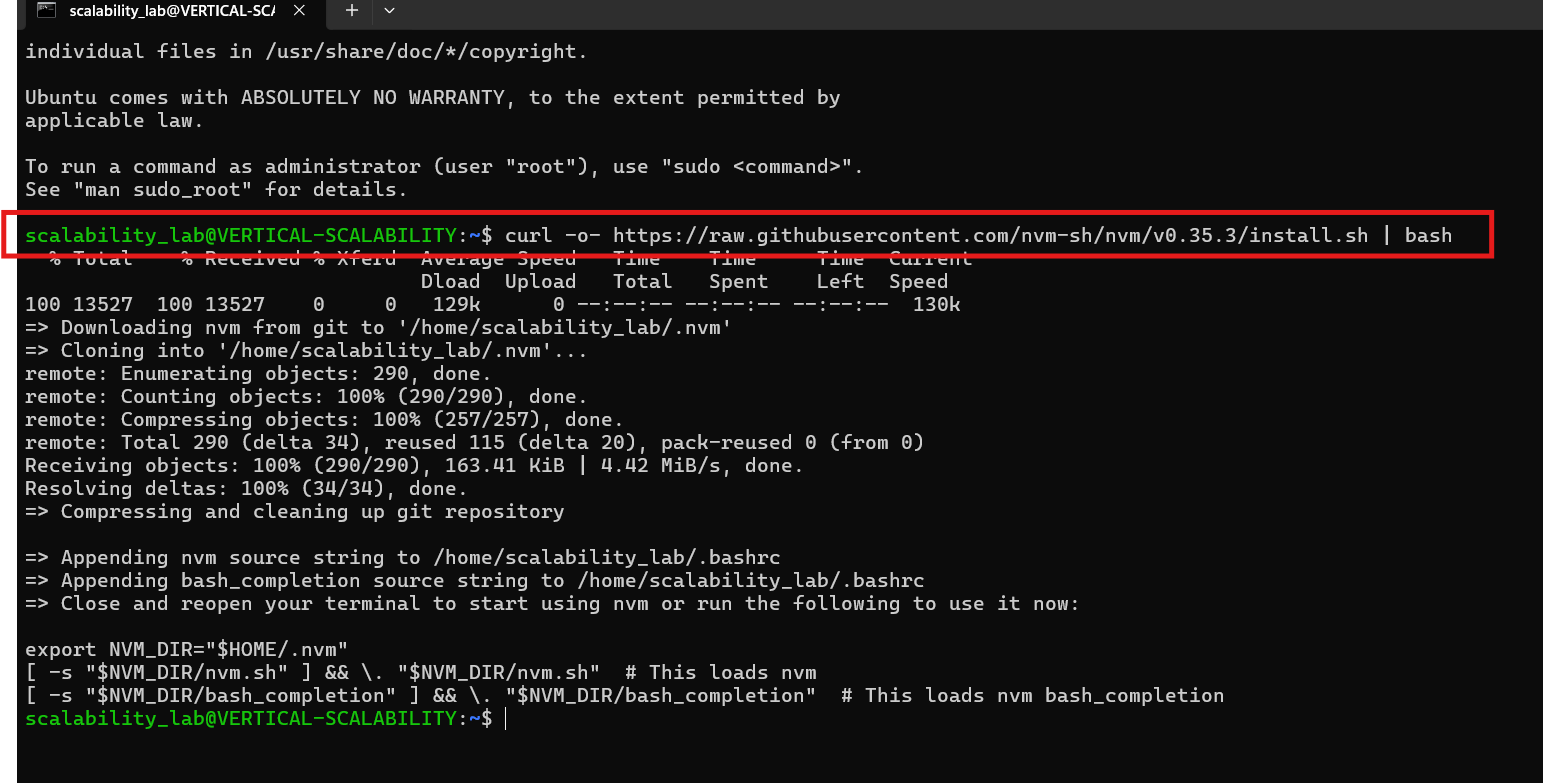 scalability_lab@VERTICAL-SCA
individual files in /usr/share/doc/*/copyright.
Ubuntu comes with ABSOLUTELY NO WARRANTY, to the extent permitted by
applicable law.
To run a command as administrator (user "root"), use "sudo <command>".
See "man sudo_root" for details.
scalability_lab@VERTICAL-SCALABILITY:~$ curl -o- https://raw.githubusercontent.com/nvm-sh/nvm/v0.35.3/install.sh | bash
% Total % Received % Xferd Average Speed Time Time Time Current
Dload Upload Total Spent Left Speed
100 13527 100 13527 0 0 129k 0 --:--:-- --:--:-- --:--:-- 130k
=> Downloading nvm from git to '/home/scalability_lab/.nvm'
=> Cloning into '/home/scalability_lab/.nvm'...
remote: Enumerating objects: 290, done.
remote: Counting objects: 100% (290/290), done.
remote: Compressing objects: 100% (257/257), done.
remote: Total 290 (delta 34), reused 115 (delta 20), pack-reused 0 (from 0)
Receiving objects: 100% (290/290), 163.41 KiB | 4.42 MiB/s, done.
Resolving deltas: 100% (34/34), done.
=> Compressing and cleaning up git repository
=> Appending nvm source string to /home/scalability_lab/.bashrc
=> Appending bash_completion source string to /home/scalability_lab/.bashrc
=> Close and reopen your terminal to start using nvm or run the following to use it now:
export NVM_DIR="$HOME/.nvm"
[ -s "$NVM_DIR/nvm.sh" ] && \. "$NVM_DIR/nvm.sh"  # This loads nvm
[ -s "$NVM_DIR/bash_completion" ] && \. "$NVM_DIR/bash_completion"  # This loads nvm bash_completion
scalability_lab@VERTICAL-SCALABILITY:~$